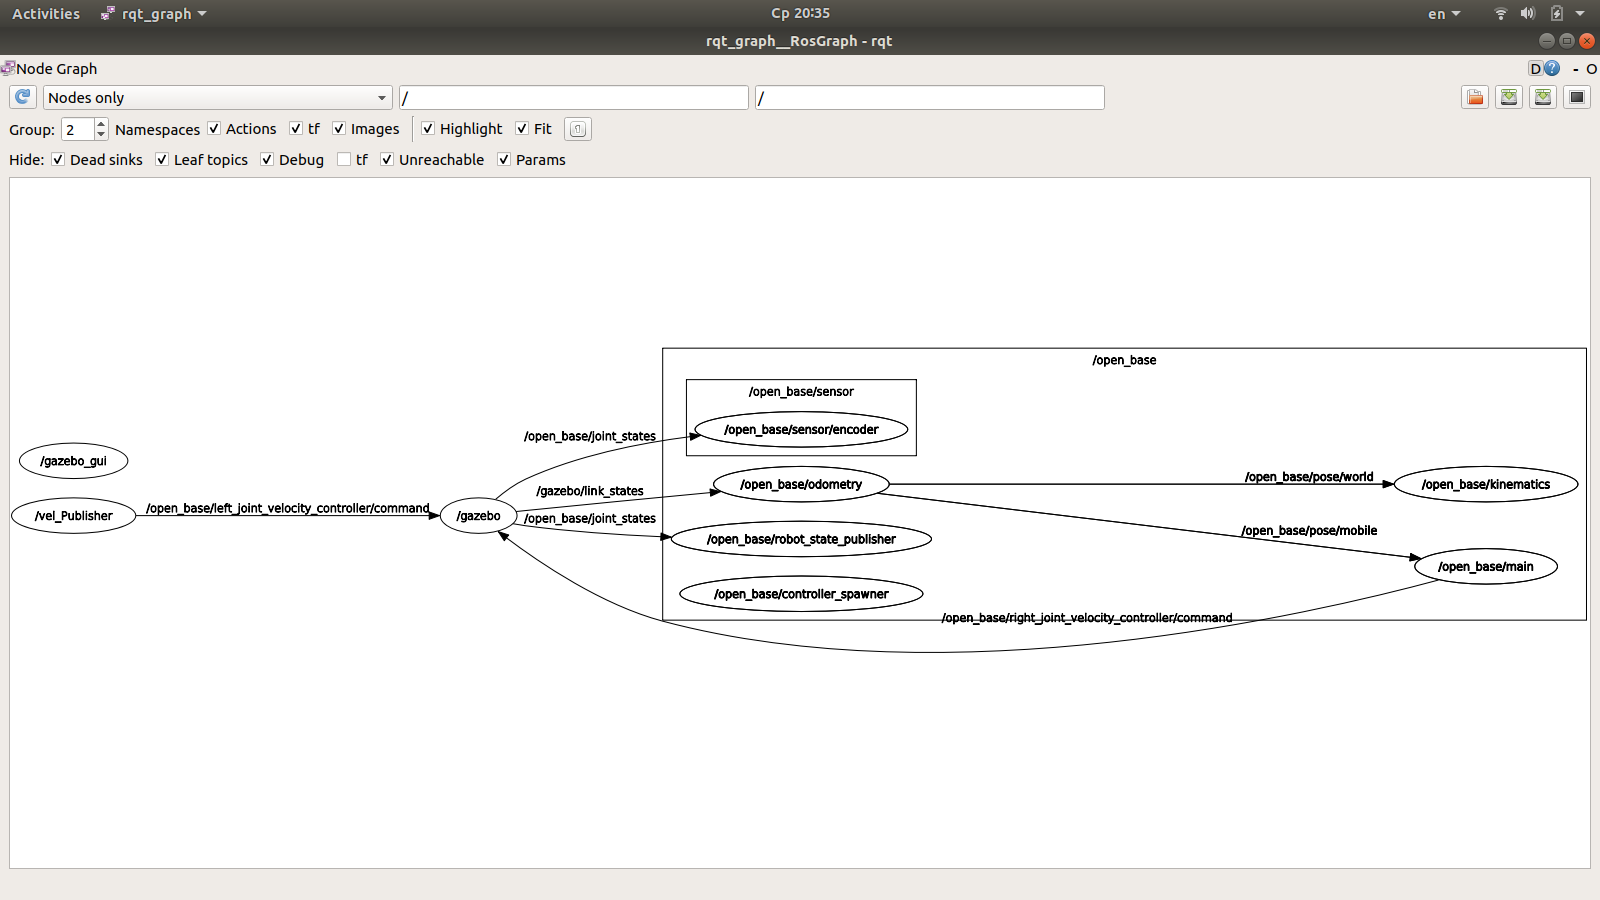 Activities rqt_graph Ср 20:35 en
rqt_graph__RosGraph - rqt
Node Graph D ? - O
Nodes only / /
Group: 2 Namespaces Actions tf Images Highlight Fit
Hide: Dead sinks Leaf topics Debug tf Unreachable Params
/open_base
/open_base/sensor
/open_base/sensor/encoder
/open_base/joint_states
/gazebo_gui
/open_base/pose/world
/open_base/odometry
/open_base/kinematics
/gazebo/link_states
/open_base/left_joint_velocity_controller/command
/vel_Publisher
/gazebo
/open_base/joint_states
/open_base/pose/mobile
/open_base/robot_state_publisher
/open_base/main
/open_base/controller_spawner
/open_base/right_joint_velocity_controller/command